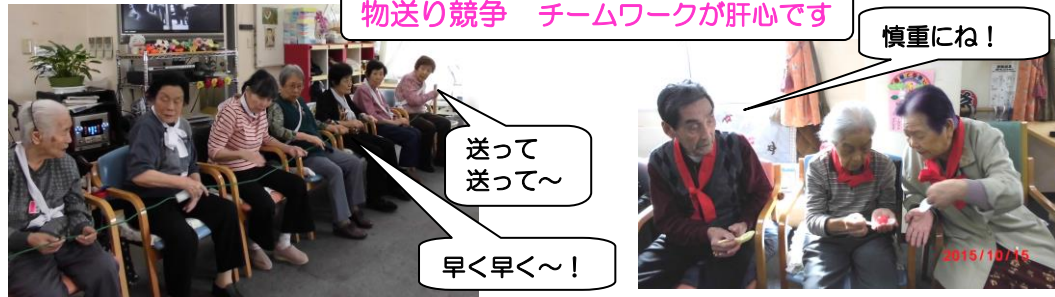 物送り競争　チームワークが肝心です
慎重にね！
送って
送って～
早く早く～！
2015/10/15